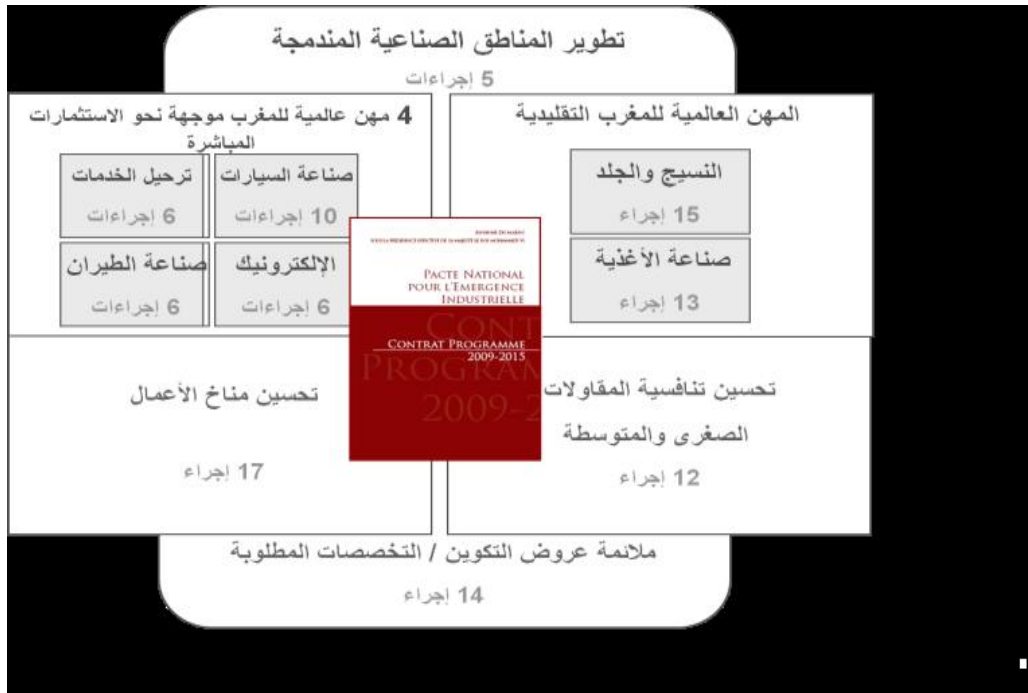 تطوير المناطق الصناعية المندمجة
5 إجراءات
المهن العالمية للمغرب التقليدية
النسيج والجلد
15 إجراء
صناعة الأغذية
13 إجراء
4 مهن عالمية للمغرب موجهة نحو الاستثمارات
المباشرة
صناعة السيارات
10 إجراءات
ترحيل الخدمات
6 إجراءات
الإلكترونيك
6 إجراءات
صناعة الطيران
6 إجراءات
PACTE NATIONAL
POUR L'EMERGENCE
INDUSTRIELLE
CONTRAT PROGRAMME
2009-2015
تحسين تنافسية المقاولات
الصغرى والمتوسطة
12 إجراء
تحسين مناخ الأعمال
17 إجراء
ملائمة عروض التكوين / التخصصات المطلوبة
14 إجراء